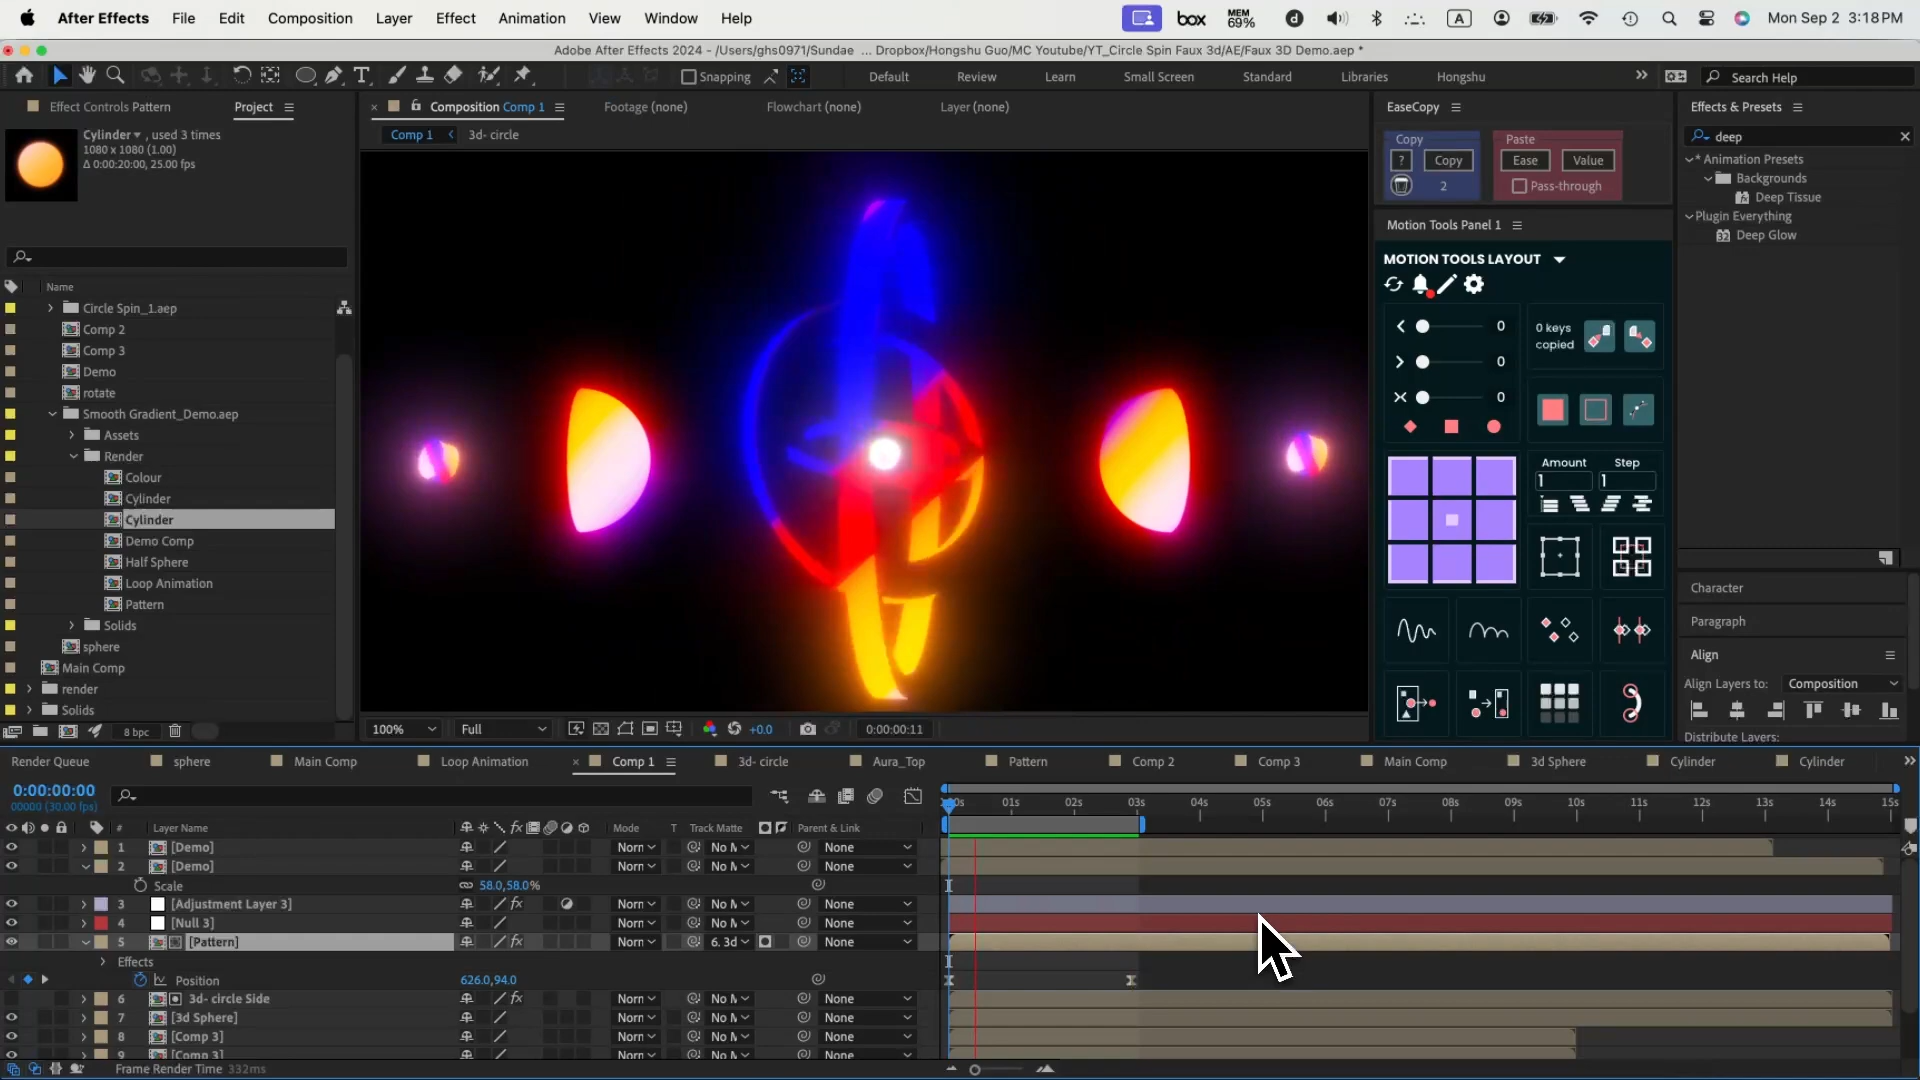 After Effects File Edit Composition Layer Effect Animation View Window Help box MEM 69% d A Mon Sep 2 3:18 PM
Adobe After Effects 2024 - /Users/ghs0971/Sundae ... Dropbox/Hongshu Guo/MC Youtube/YT_Circle Spin Faux 3d/AE/Faux 3D Demo.aep *
Snapping Default Review Learn Small Screen Standard Libraries Hongshu Search Help
Effect Controls Pattern Project
Composition Comp 1 Footage (none) Flowchart (none) Layer (none)
Comp 1 3d- circle
Cylinder , used 3 times
1080 x 1080 (1.00)
Δ 0:00:20:00, 25.00 fps
Name
Circle Spin_1.aep
Comp 2
Comp 3
Demo
rotate
Smooth Gradient_Demo.aep
Assets
Render
Colour
Cylinder
Cylinder
Demo Comp
Half Sphere
Loop Animation
Pattern
Solids
sphere
Main Comp
render
Solids
8 bpc
100% Full +0.0 0:00:00:11
EaseCopy
Copy Paste
? Copy Ease Value
2 Pass-through
Motion Tools Panel 1
MOTION TOOLS LAYOUT
0
0
0
0 keys
copied
Amount Step
1 1
Effects & Presets
deep
* Animation Presets
Backgrounds
Deep Tissue
Plugin Everything
Deep Glow
Character
Paragraph
Align
Align Layers to: Composition
Distribute Layers:
Render Queue sphere Main Comp Loop Animation Comp 1 3d- circle Aura_Top Pattern Comp 2 Comp 3 Main Comp 3d Sphere Cylinder Cylinder
0:00:00:00
00000 (30.00 fps)
01s 02s 03s 04s 05s 06s 07s 08s 09s 10s 11s 12s 13s 14s 15s
# Layer Name Mode T Track Matte Parent & Link
1 [Demo] Norn No M None
2 [Demo] Norn No M None
Scale 58.0,58.0%
3 [Adjustment Layer 3] Norn No M None
4 [Null 3] Norn No M None
5 [Pattern] Norn 6. 3d None
Effects
Position 626.0,94.0
6 3d- circle Side Norn No M None
7 [3d Sphere] Norn No M None
8 [Comp 3] Norn No M None
9 [Comp 3] Norn No M None
Frame Render Time 332ms